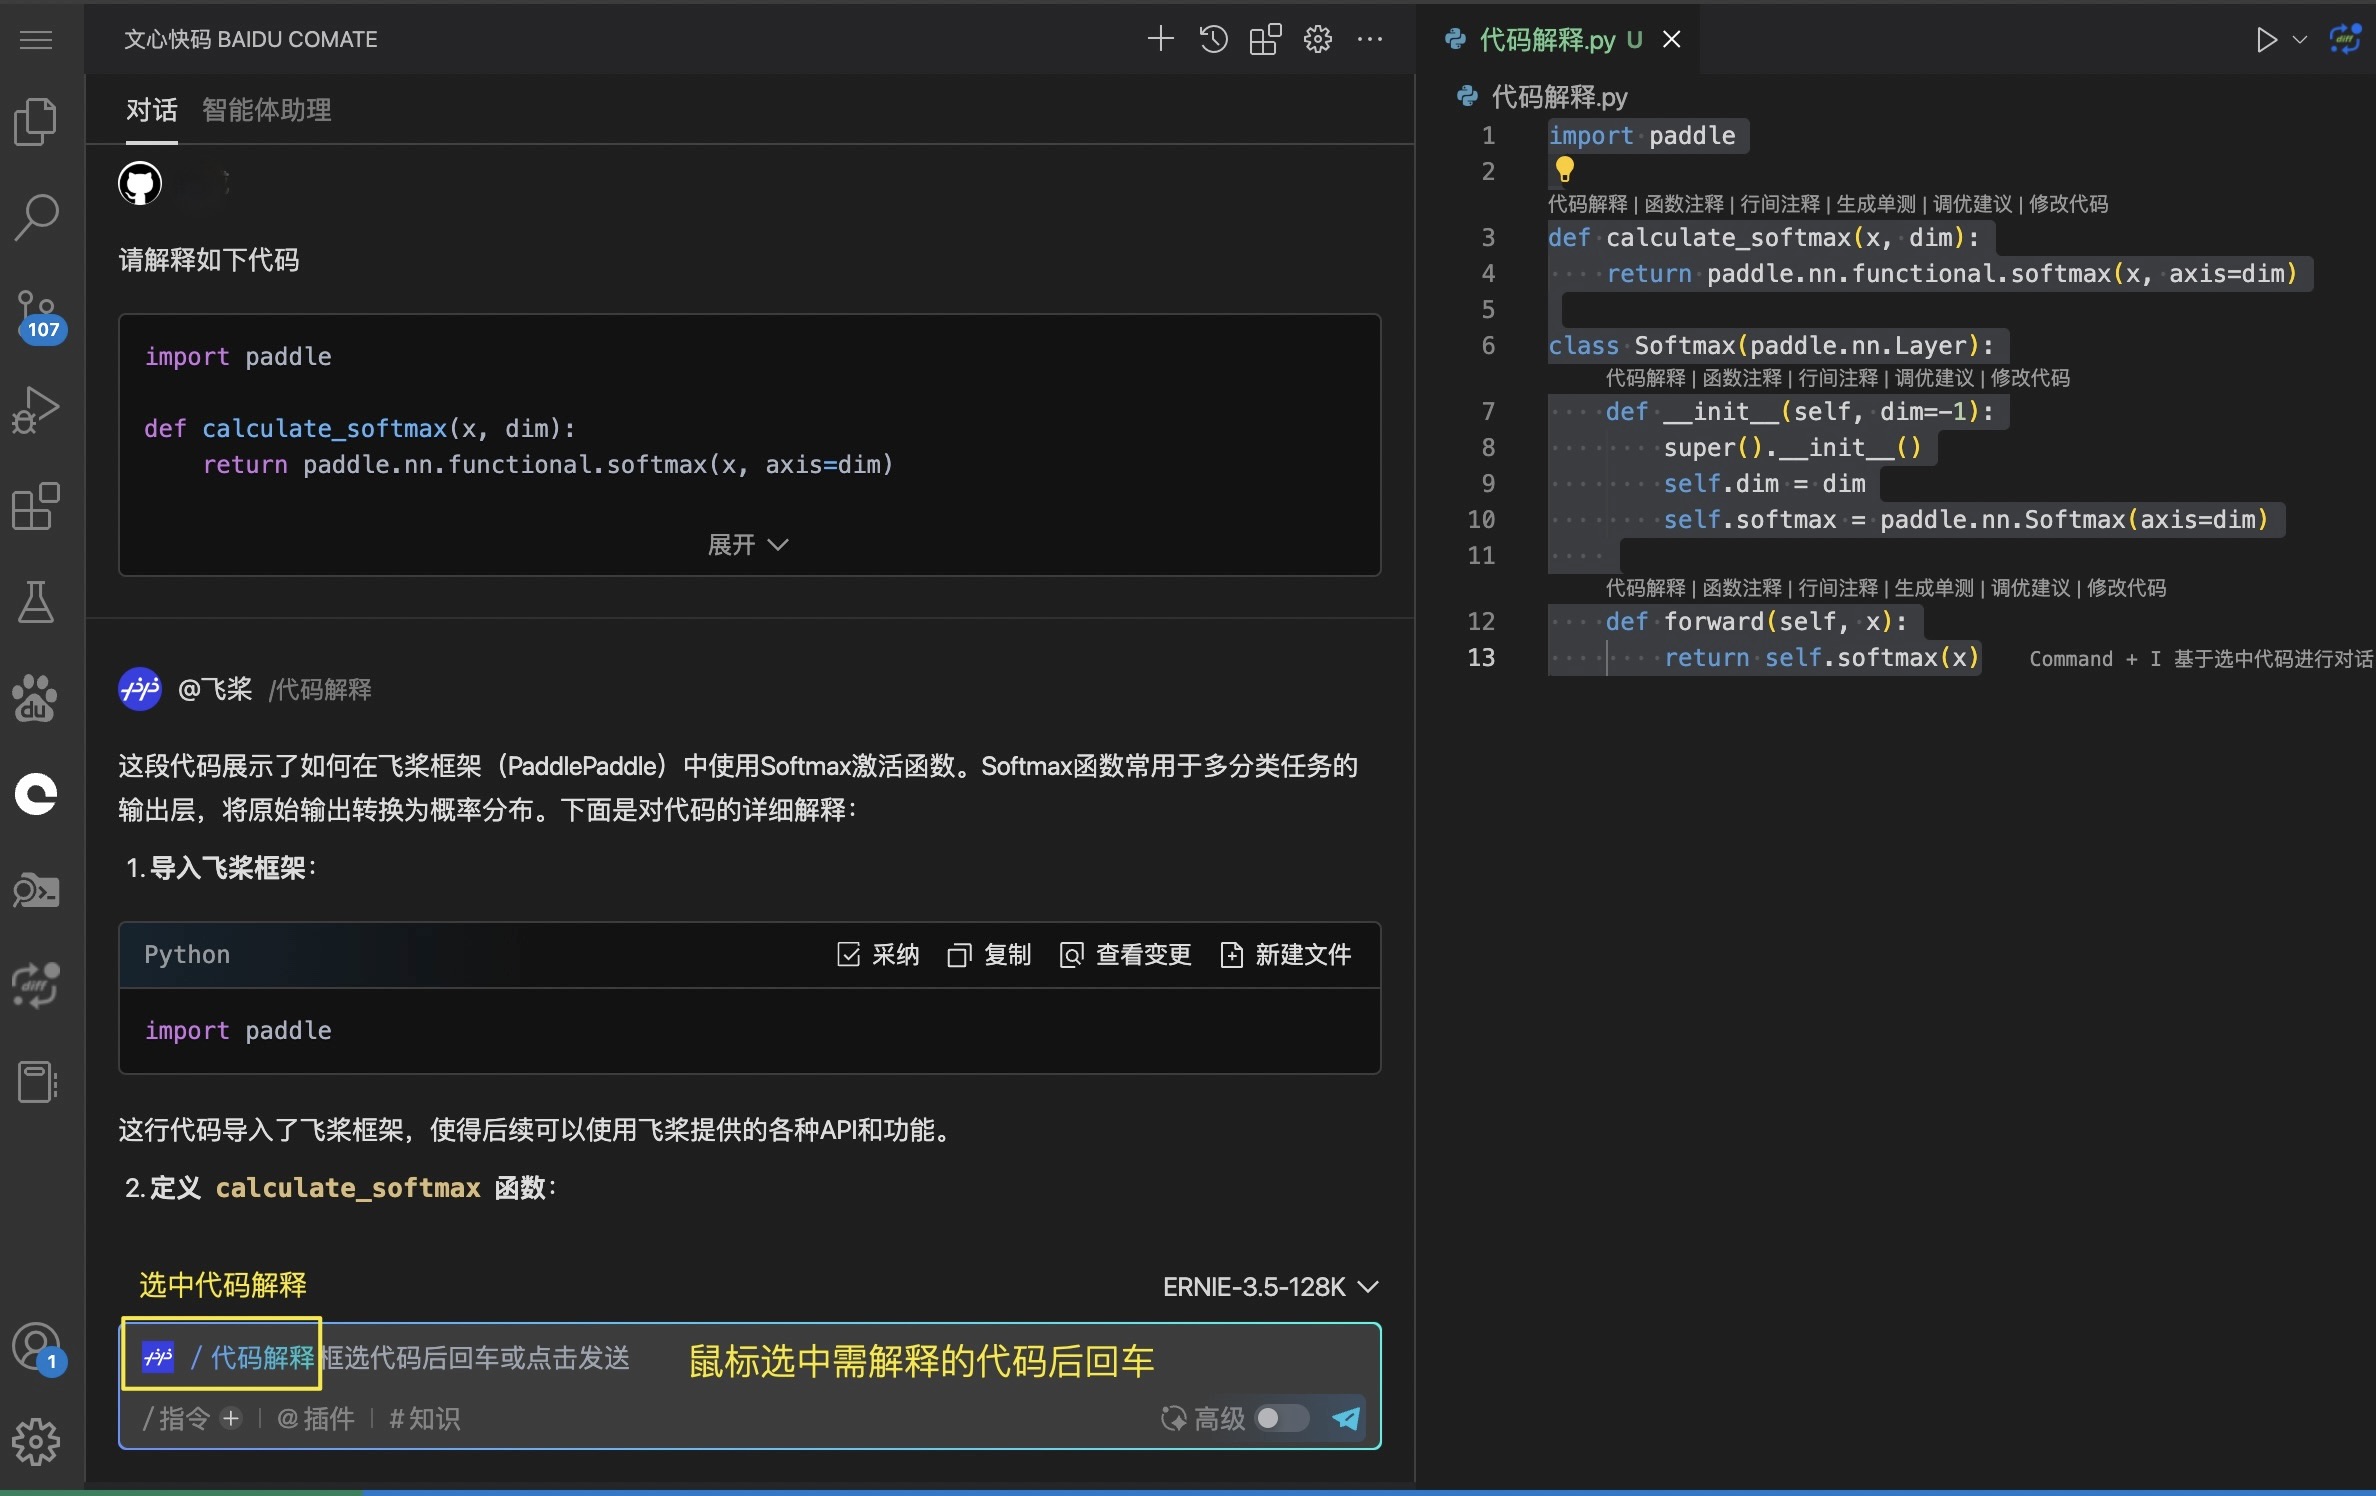 文心快码 BAIDU COMATE
对话 智能体助理
请解释如下代码
import paddle
def calculate_softmax(x, dim):
    return paddle.nn.functional.softmax(x, axis=dim)
展开
107
du
diff
1
@飞桨 /代码解释
这段代码展示了如何在飞桨框架（PaddlePaddle）中使用Softmax激活函数。Softmax函数常用于多分类任务的
输出层，将原始输出转换为概率分布。下面是对代码的详细解释：
1. 导入飞桨框架：
Python 采纳 复制 查看变更 新建文件
import paddle
这行代码导入了飞桨框架，使得后续可以使用飞桨提供的各种API和功能。
2. 定义 calculate_softmax 函数：
选中代码解释
ERNIE-3.5-128K
/ 代码解释 框选代码后回车或点击发送
鼠标选中需解释的代码后回车
/ 指令 | @ 插件 | # 知识
高级
代码解释.py U
diff
代码解释.py
1 import paddle
2
代码解释 | 函数注释 | 行间注释 | 生成单测 | 调优建议 | 修改代码
3 def calculate_softmax(x, dim):
4     return paddle.nn.functional.softmax(x, axis=dim)
5
6 class Softmax(paddle.nn.Layer):
代码解释 | 函数注释 | 行间注释 | 调优建议 | 修改代码
7     def __init__(self, dim=-1):
8         super().__init__()
9         self.dim = dim
10         self.softmax = paddle.nn.Softmax(axis=dim)
11
代码解释 | 函数注释 | 行间注释 | 生成单测 | 调优建议 | 修改代码
12     def forward(self, x):
13         return self.softmax(x) Command + I 基于选中代码进行对话